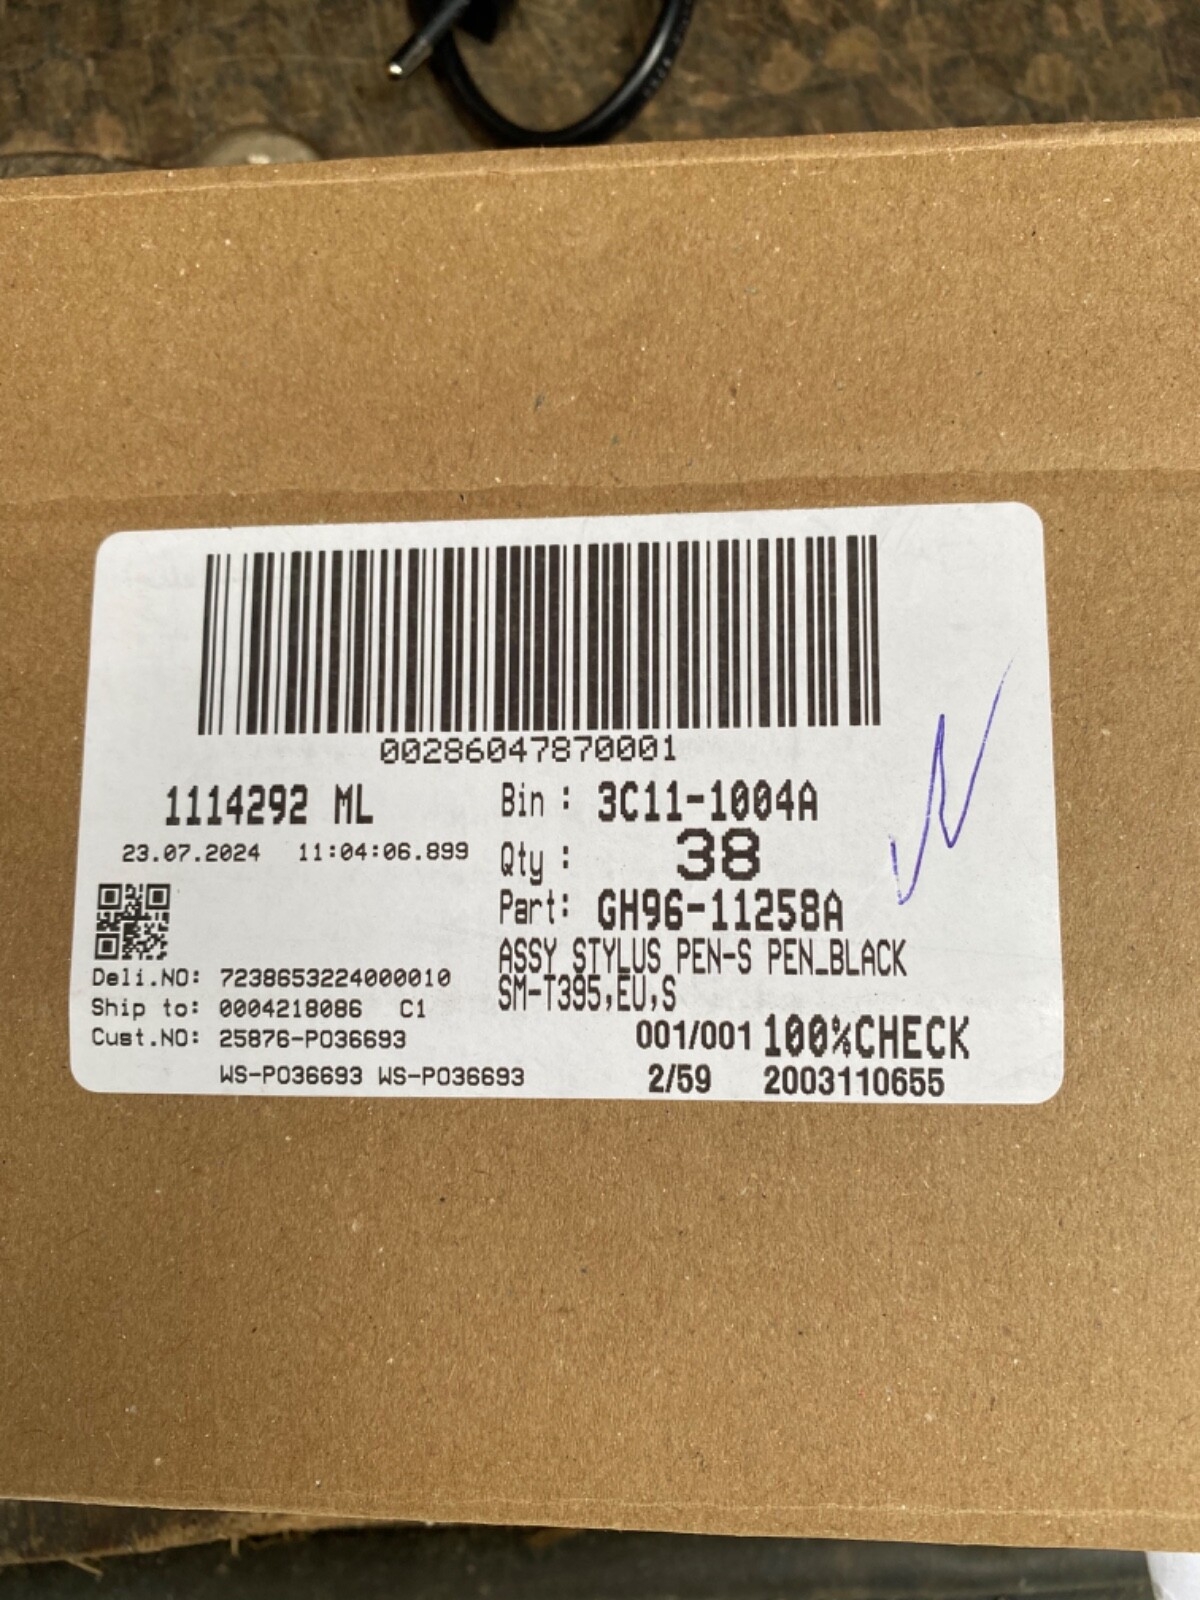 00286047870001
1114292 ML
23.07.2024 11:04:06.899
Bin : 3C11-1004A
Qty : 38
Part: GH96-11258A
ASSY STYLUS PEN-S PEN_BLACK
SM-T395,EU,S
Deli.NO: 7238653224000010
Ship to: 0004218086 C1
Cust.NO: 25876-PO36693
WS-PO36693 WS-PO36693
001/001 100%CHECK
2/59 2003110655